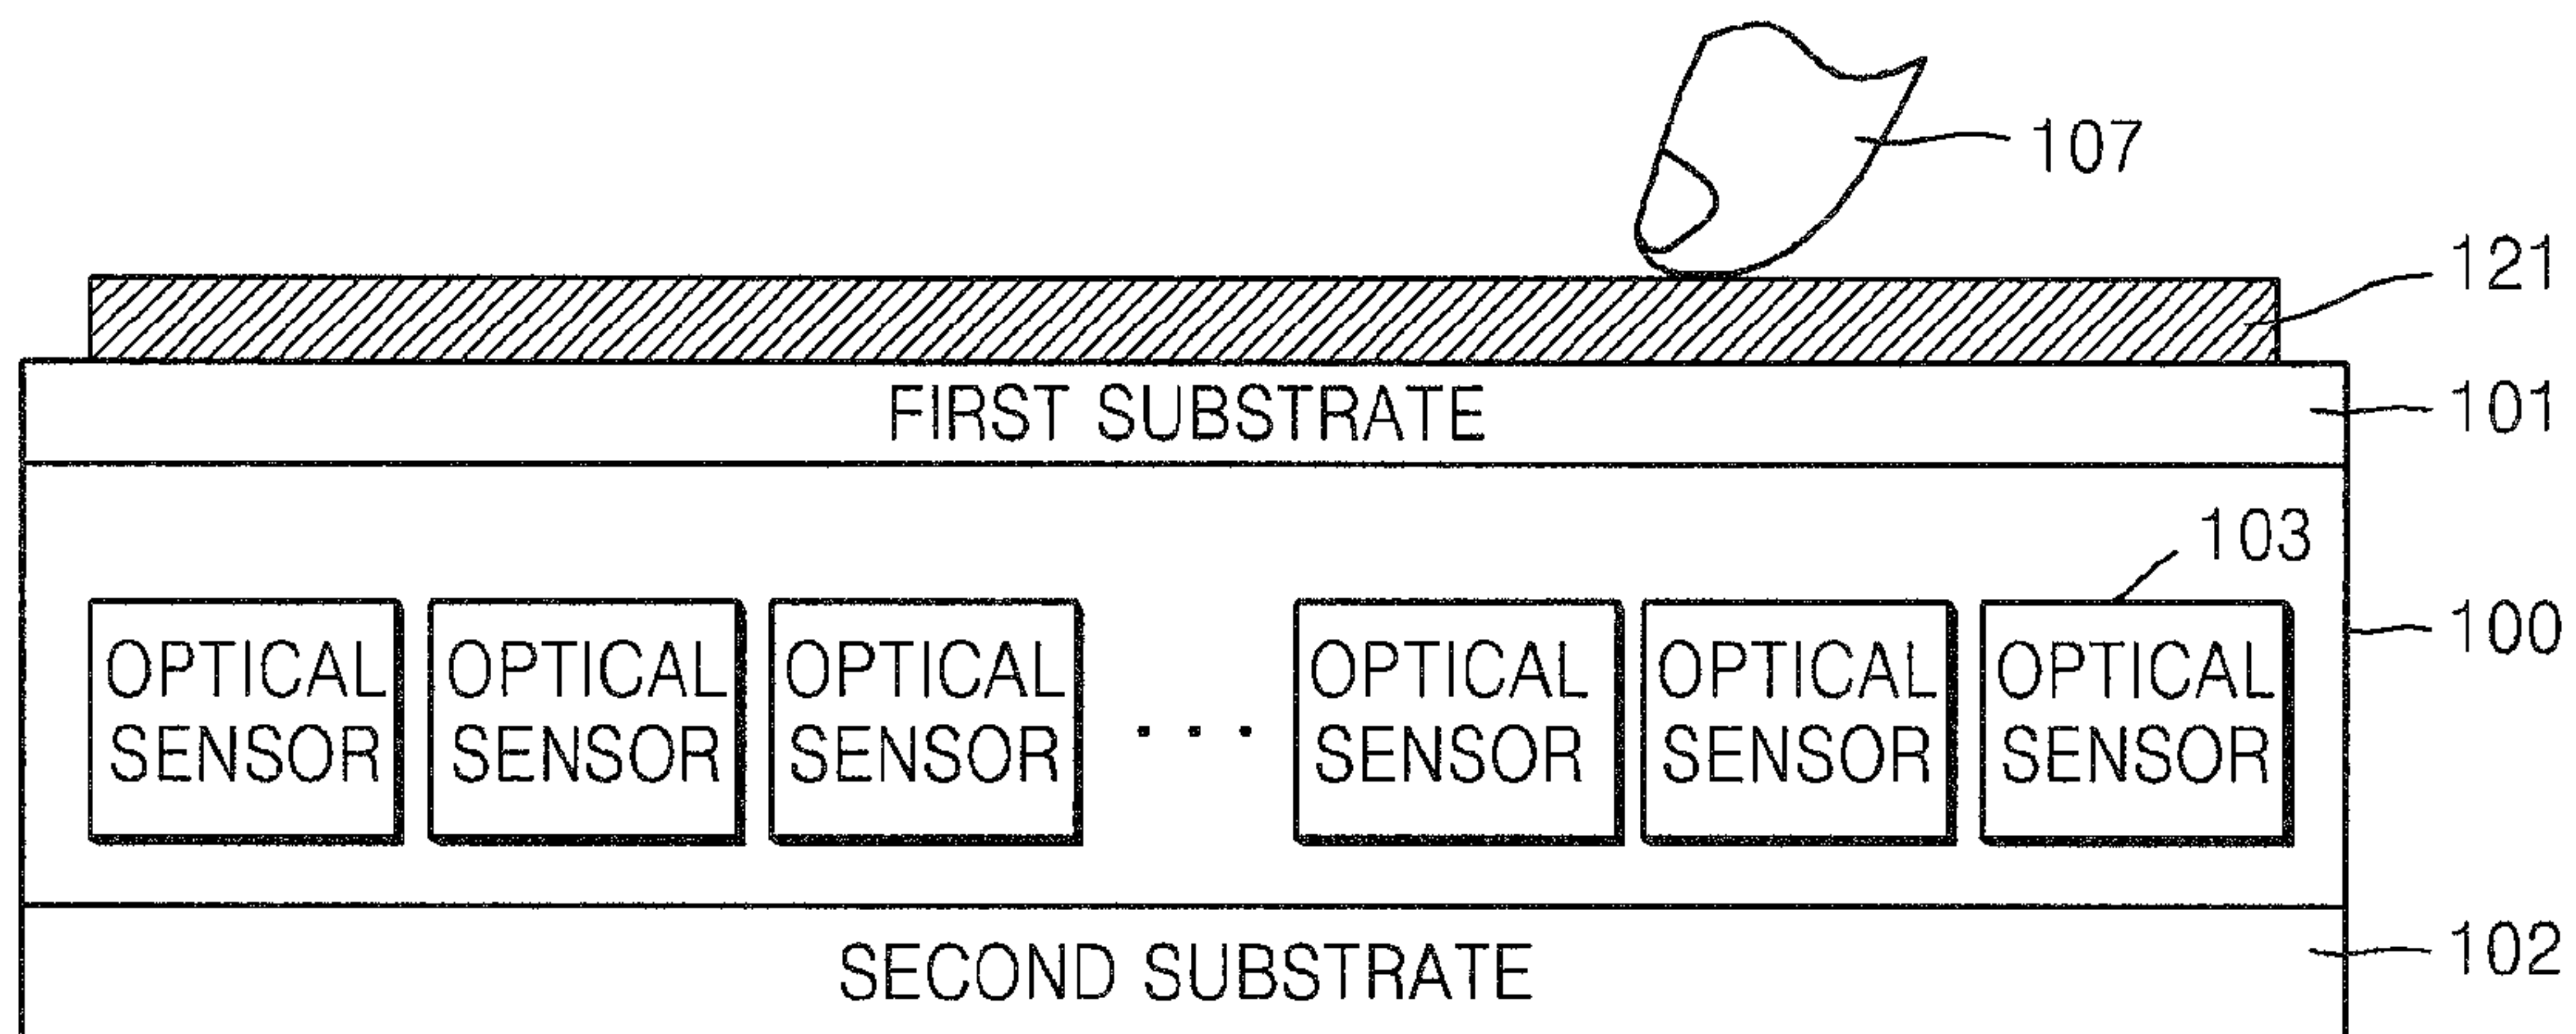 107
121
FIRST SUBSTRATE
101
103
100
OPTICAL
SENSOR
OPTICAL
SENSOR
OPTICAL
SENSOR
. . .
OPTICAL
SENSOR
OPTICAL
SENSOR
OPTICAL
SENSOR
SECOND SUBSTRATE
102